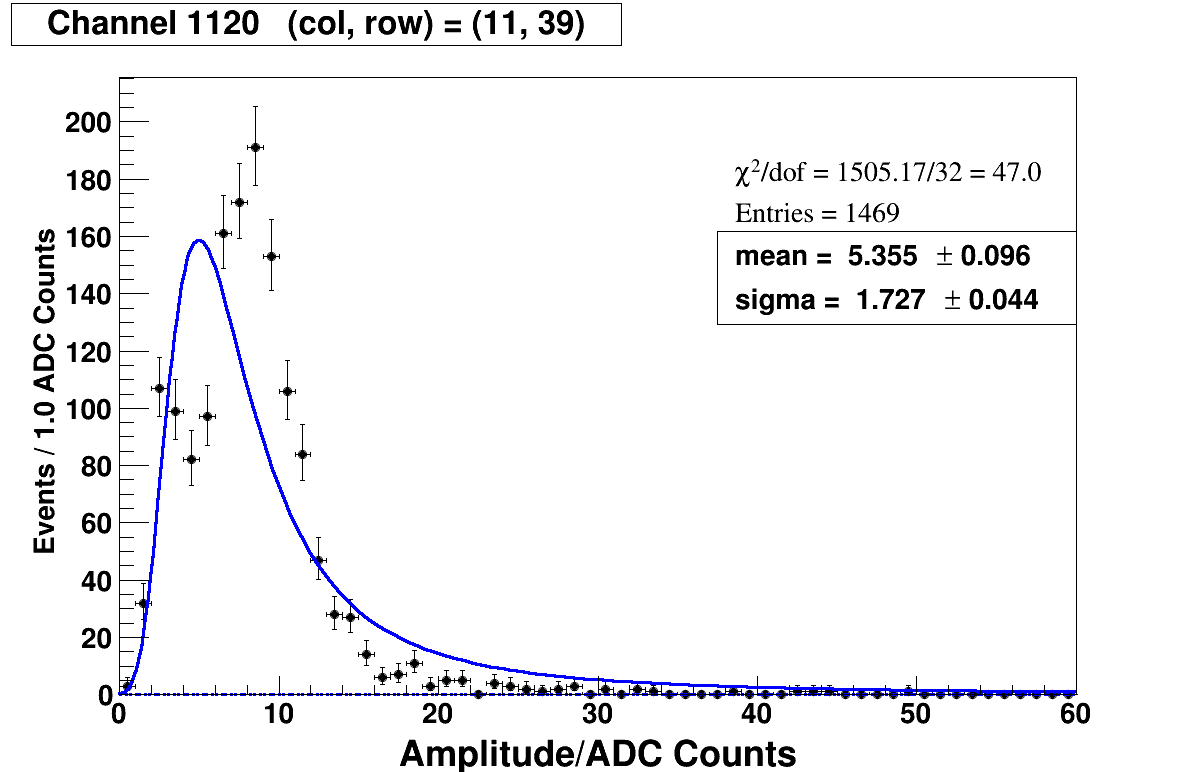 Channel 1120 (col, row) = (11, 39)
Events / 1.0 ADC Counts
200
180
160
140
120
100
80
60
40
20
0
χ²/dof = 1505.17/32 = 47.0
Entries = 1469
mean = 5.355 ± 0.096
sigma = 1.727 ± 0.044
0 10 20 30 40 50 60
Amplitude/ADC Counts